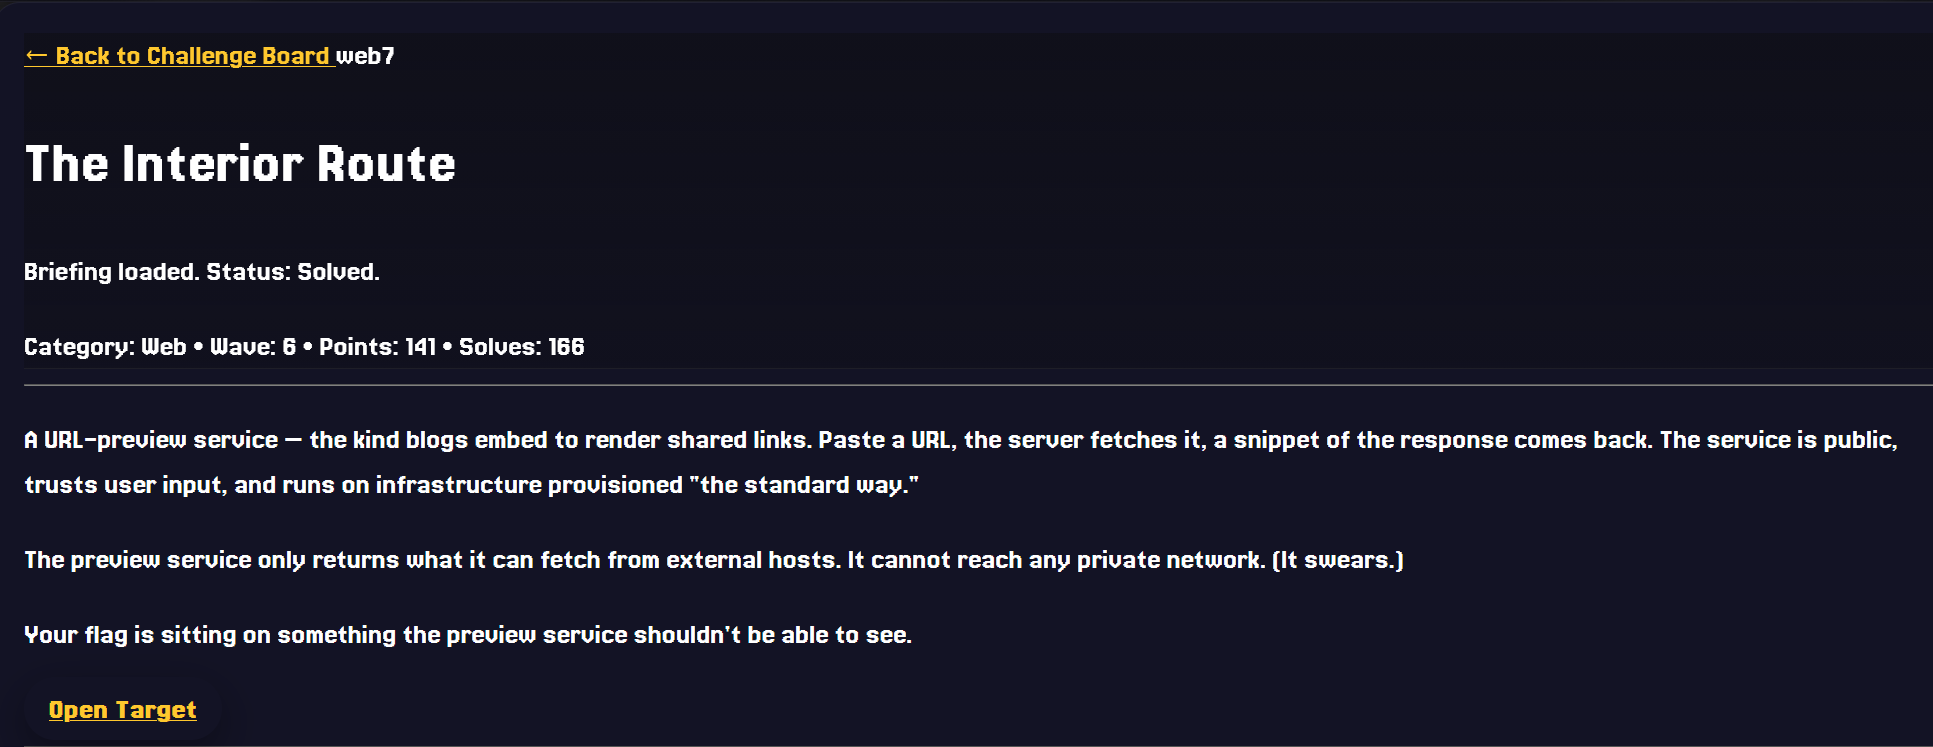 ← Back to Challenge Board web7
The Interior Route
Briefing loaded. Status: Solved.
Category: Web • Wave: 6 • Points: 141 • Solves: 166
A URL-preview service — the kind blogs embed to render shared links. Paste a URL, the server fetches it, a snippet of the response comes back. The service is public,
trusts user input, and runs on infrastructure provisioned "the standard way."
The preview service only returns what it can fetch from external hosts. It cannot reach any private network. (It swears.)
Your flag is sitting on something the preview service shouldn't be able to see.
Open Target